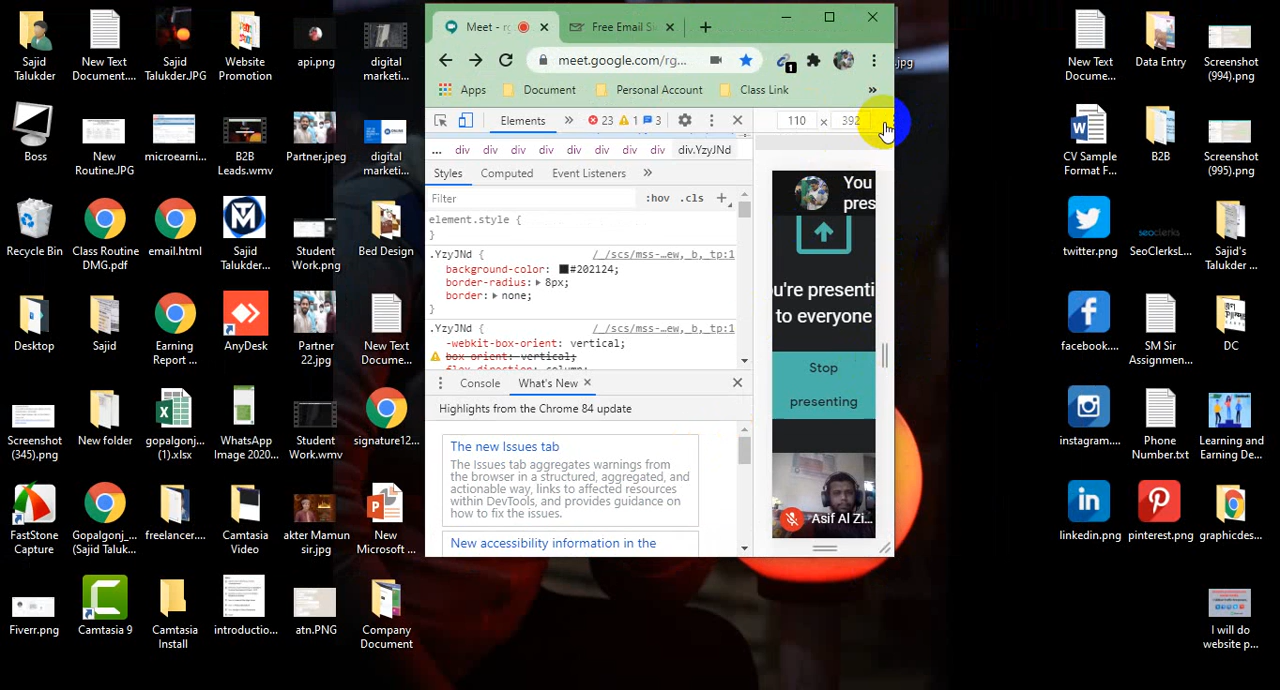 Sajid
Talukder
New Text
Document....
Sajid
Talukder.JPG
Website
Promotion
api.png
digital
marketi...
Boss
New
Routine.JPG
microearni...
B2B
Leads.wmv
Partner.jpeg
digital
marketi...
Recycle Bin
Class Routine
DMG.pdf
email.html
Sajid
Talukder...
Student
Work.png
Bed Design
Desktop
Sajid
Earning
Report ...
AnyDesk
Partner
22.jpg
New Text
Docume...
Screenshot
(345).png
New folder
gopalgonj_...
(1).xlsx
WhatsApp
Image 2020...
Student
Work.wmv
signature12...
FastStone
Capture
Gopalgonj_...
(Sajid Taluk...
freelancer....
Camtasia
Video
akter Mamun
sir.jpg
New
Microsoft ...
Fiverr.png
Camtasia 9
Camtasia
Install
introductio...
atn.PNG
Company
Document
Meet - rg
Free Email S
meet.google.com/rg...
1
Apps
Document
Personal Account
Class Link
»
Elements
»
23
1
3
110
x
392
...
div
div
div
div
div
div
div.YzyJNd
Styles
Computed
Event Listeners
»
Filter
:hov
.cls
+
element.style {
}
.YzyJNd {
/_/scs/mss-…ew,_b,_tp:1
background-color: #202124;
border-radius: 8px;
border: none;
}
.YzyJNd {
/_/scs/mss-…ew,_b,_tp:1
-webkit-box-orient: vertical;
box-orient: vertical;
flex-direction: column;
Console
What's New
Highlights from the Chrome 84 update
The new Issues tab
The Issues tab aggregates warnings from
the browser in a structured, aggregated, and
actionable way, links to affected resources
within DevTools, and provides guidance on
how to fix the issues.
New accessibility information in the
You
pres
u're presenti
to everyone
Stop
presenting
Asif Al Zi...
.jpg
New Text
Docume...
Data Entry
Screenshot
(994).png
CV Sample
Format F...
B2B
Screenshot
(995).png
twitter.png
seoclerks
SeoClerksL...
Sajid's
Talukder ...
facebook....
SM Sir
Assignmen...
DC
instagram....
Phone
Number.txt
Learning and
Earning De...
linkedin.png
pinterest.png
graphicdes...
I will do
website p...